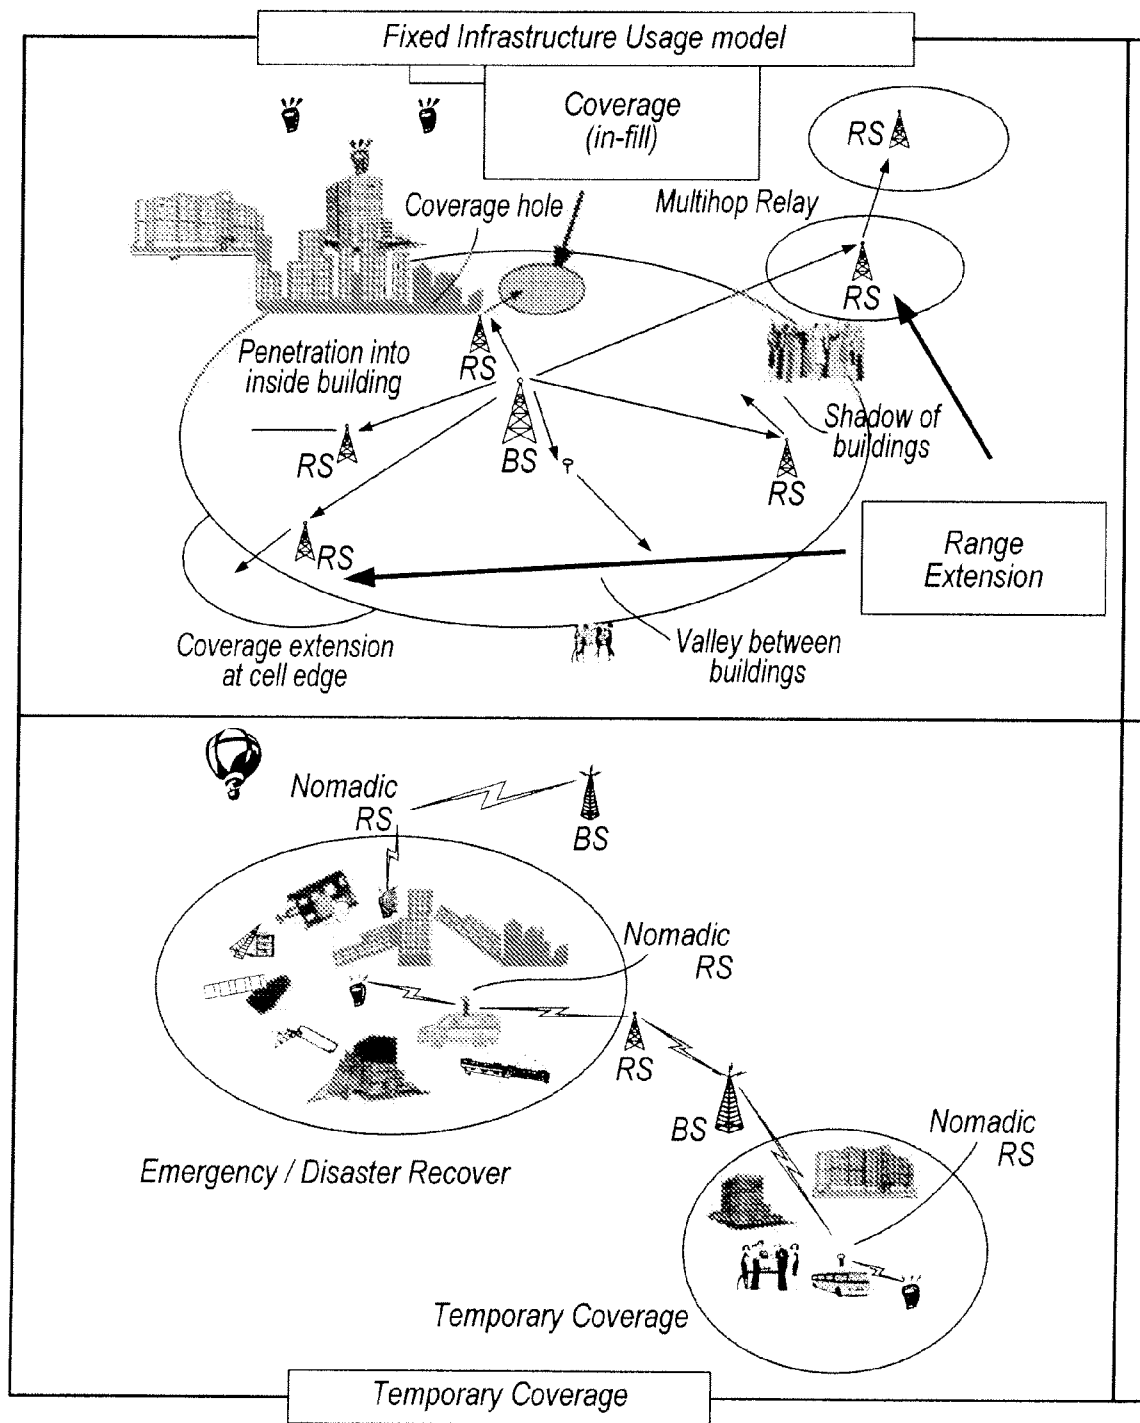 Fixed Infrastructure Usage model
Coverage
(in-fill)
RS
Coverage hole
Multihop Relay
RS
Penetration into
inside building
RS
Shadow of
buildings
RS
BS
RS
RS
Range
Extension
Coverage extension
at cell edge
Valley between
buildings
Nomadic
RS
BS
Nomadic
RS
RS
BS
Nomadic
RS
Emergency / Disaster Recover
Temporary Coverage
Temporary Coverage